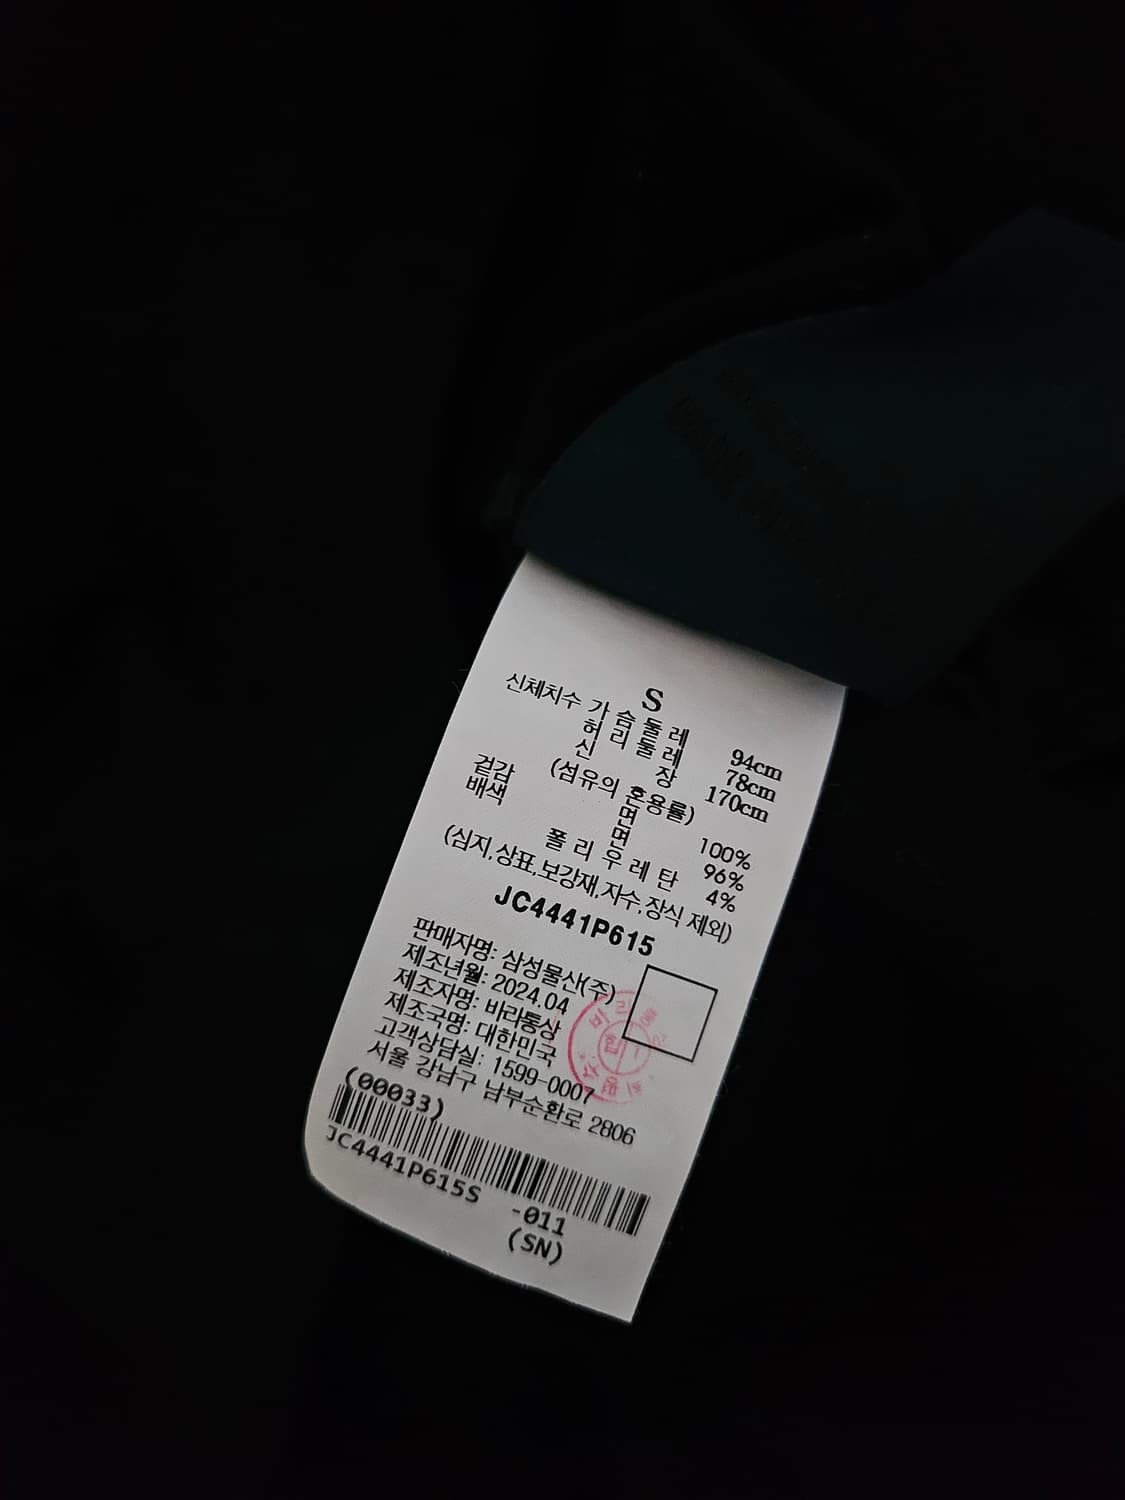 S
신체치수 가슴둘레 94cm
허리둘레 78cm
신장 170cm
(섬유의 혼용률)
겉감 면 100%
배색 면 96%
폴리우레탄 4%
(심지,상표,보강재,자수,장식 제외)
JC4441P615
판매자명: 삼성물산(주)
제조년월: 2024.04
제조자명: 바라통상
제조국명: 대한민국
고객상담실: 1599-0007
서울 강남구 남부순환로 2806
(00033)
JC4441P615S -011
(SN)